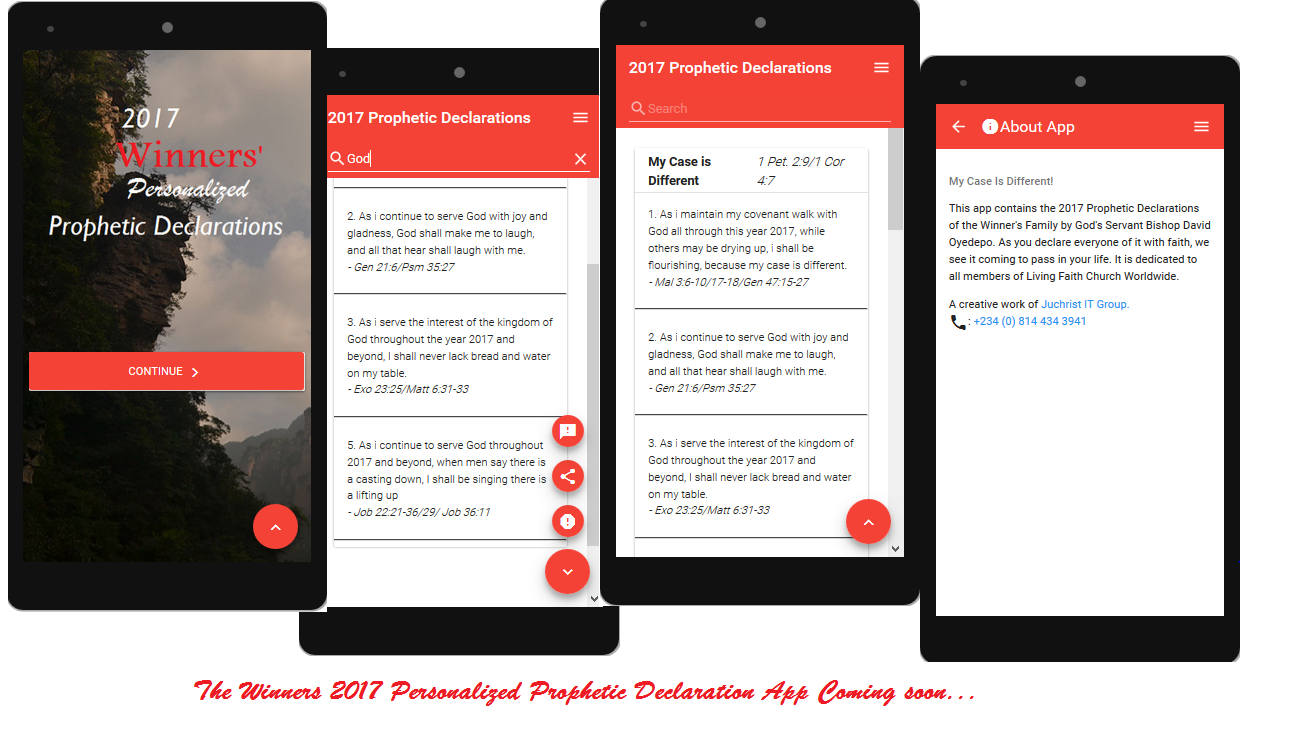 2017
Winners'
Personalized
Prophetic Declarations
CONTINUE
2017 Prophetic Declarations
God
2. As i continue to serve God with joy and
gladness, God shall make me to laugh,
and all that hear shall laugh with me.
- Gen 21:6/Psm 35:27
3. As i serve the interest of the kingdom of
God throughout the year 2017 and
beyond, I shall never lack bread and water
on my table.
- Exo 23:25/Matt 6:31-33
5. As i continue to serve God throughout
2017 and beyond, when men say there is
a casting down, I shall be singing there is
a lifting up
- Job 22:21-36/29/ Job 36:11
2017 Prophetic Declarations
Search
My Case is
Different
1 Pet. 2:9/1 Cor
4:7
1. As i maintain my covenant walk with
God all through this year 2017, while
others may be drying up, i shall be
flourishing, because my case is different.
- Mal 3:6-10/17-18/Gen 47:15-27
2. As i continue to serve God with joy and
gladness, God shall make me to laugh,
and all that hear shall laugh with me.
- Gen 21:6/Psm 35:27
3. As i serve the interest of the kingdom of
God throughout the year 2017 and
beyond, I shall never lack bread and water
on my table.
- Exo 23:25/Matt 6:31-33
About App
My Case Is Different!
This app contains the 2017 Prophetic Declarations
of the Winner's Family by God's Servant Bishop David
Oyedepo. As you declare everyone of it with faith, we
see it coming to pass in your life. It is dedicated to
all members of Living Faith Church Worldwide.
A creative work of Juchrist IT Group.
: +234 (0) 814 434 3941
The Winners 2017 Personalized Prophetic Declaration App Coming soon...